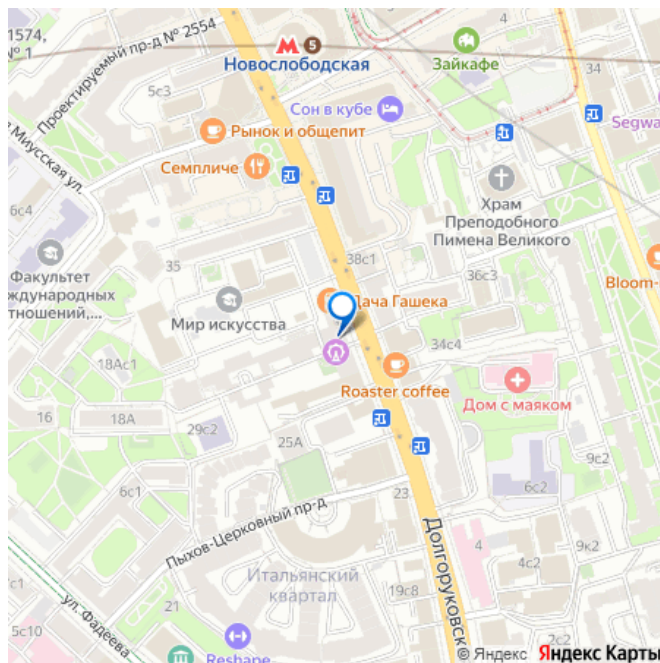 1574,
№ 1
Проектируемый пр-д № 2554
5с3
5
Новослободская
Зайкафе
34
Сон в кубе
Segwa
Рынок и общепит
Миусская ул.
Семпличе
6с4
Храм
Преподобного
Пимена Великого
Факультет
ждународных
тношений,...
35
38с1
36с3
Bloom-
Дача Гашека
Мир искусства
34с4
18Ас1
Roaster coffee
Дом с маяком
16
18А
29с2
25А
9с2
6с1
23
6с2
Пыхов-Церковный пр-д
Долгоруковск
4
9к2
4с2
7с1
Итальянский
квартал
19с8
ул. Фадеева
21
5с10
2с1
Reshape-
© Яндекс Яндекс Карты